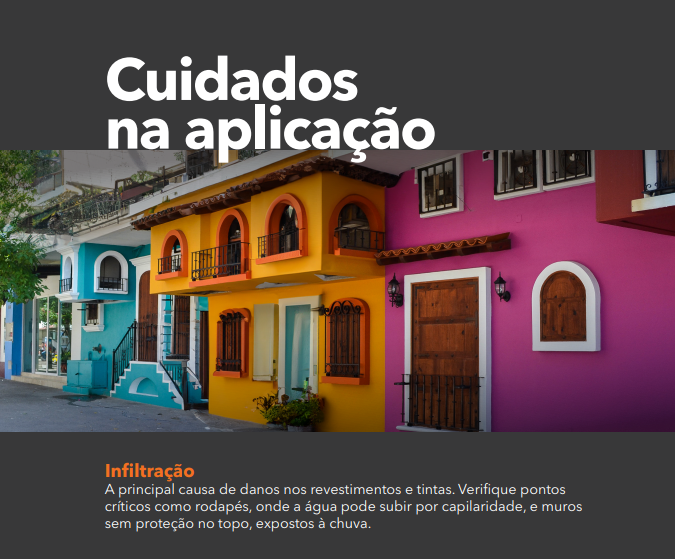 Cuidados
na aplicação
Infiltração
A principal causa de danos nos revestimentos e tintas. Verifique pontos
críticos como rodapés, onde a água pode subir por capilaridade, e muros
sem proteção no topo, expostos à chuva.